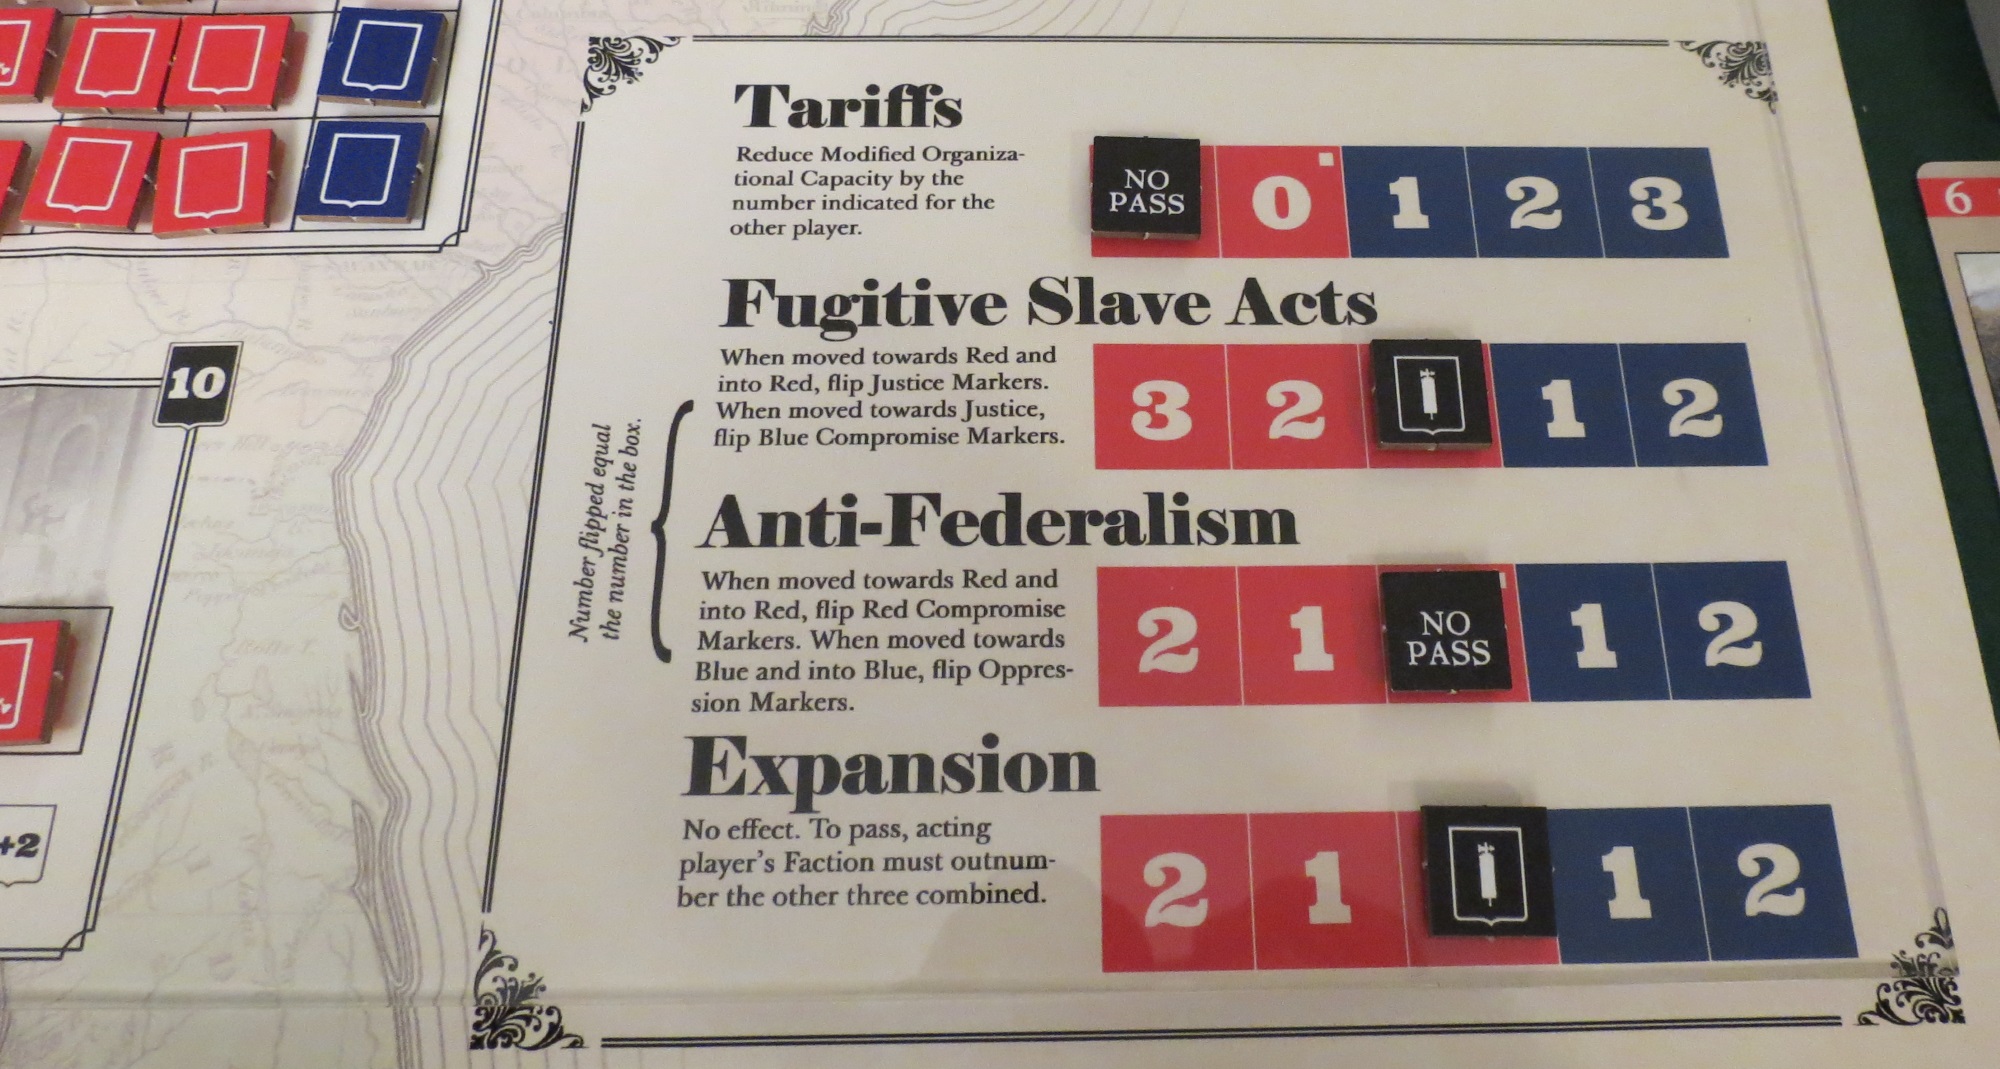 Tariffs
Reduce Modified Organiza-
tional Capacity by the
number indicated for the
other player.
NO
PASS
0 1 2 3
6
Fugitive Slave Acts
When moved towards Red and
into Red, flip Justice Markers.
When moved towards Justice,
flip Blue Compromise Markers.
3 2 1 2
10
Number flipped equal
the number in the box.
Anti-Federalism
When moved towards Red and
into Red, flip Red Compromise
Markers. When moved towards
Blue and into Blue, flip Oppres-
sion Markers.
2 1 NO PASS 1 2
Expansion
No effect. To pass, acting
player's Faction must outnum-
ber the other three combined.
2 1 1 2
+2